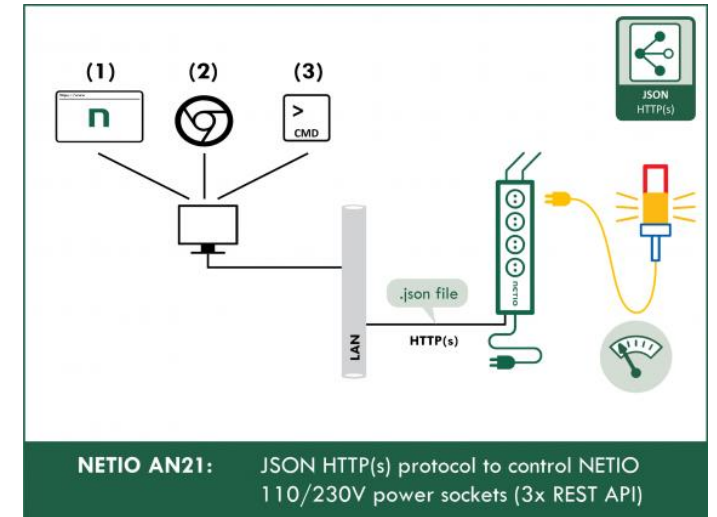 (1)
(2)
(3)
n
>
CMD
JSON
HTTP(s)
.json file
HTTP(s)
LAN
NETIO
NETIO AN21: JSON HTTP(s) protocol to control NETIO
110/230V power sockets (3x REST API)